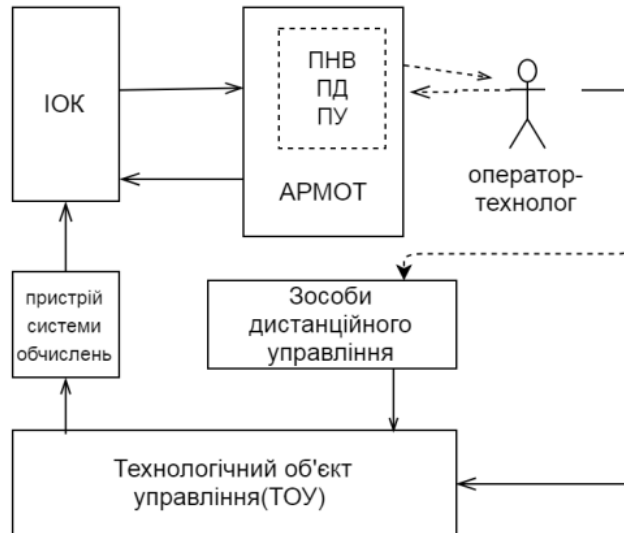 ІОК
ПНВ
ПД
ПУ
АРМОТ
оператор-
технолог
пристрій
системи
обчислень
Зособи
дистанційного
управління
Технологічний об'єкт
управління(ТОУ)